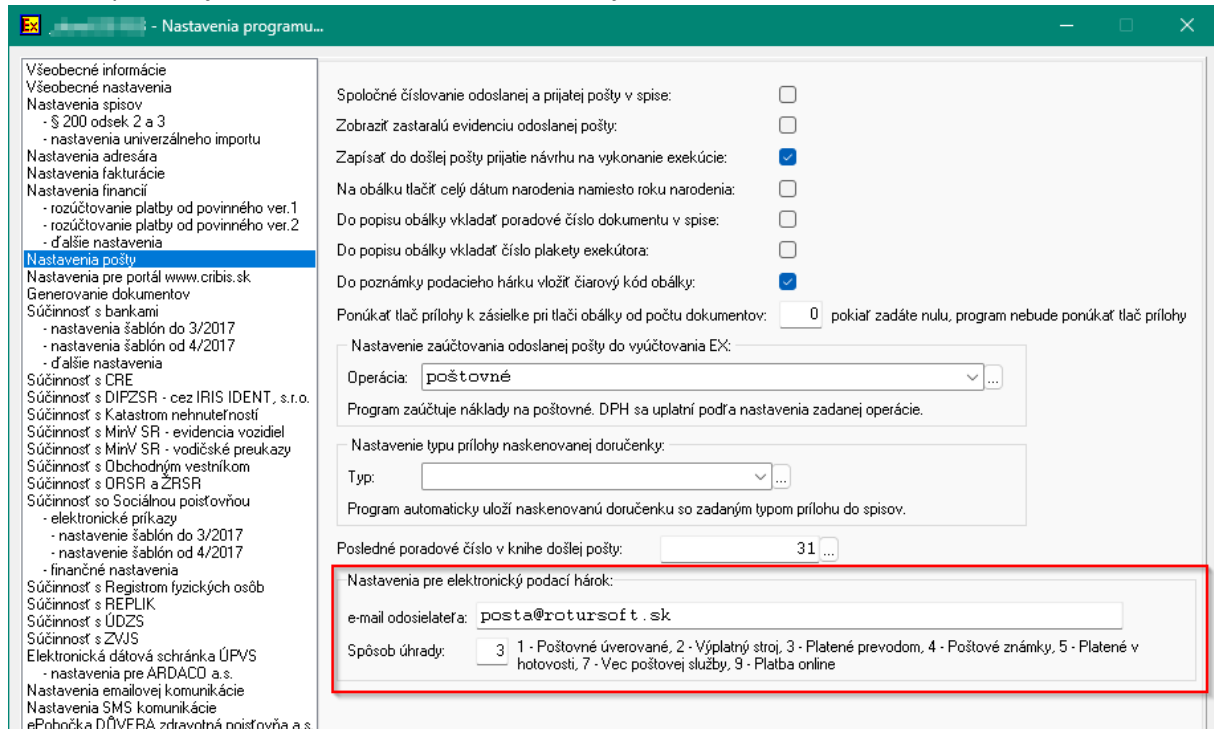 Ex - Nastavenia programu...
Všeobecné informácie
Všeobecné nastavenia
Nastavenia spisov
- § 200 odsek 2 a 3
- nastavenia univerzálneho importu
Nastavenia adresára
Nastavenia fakturácie
Nastavenia financií
- rozúčtovanie platby od povinného ver.1
- rozúčtovanie platby od povinného ver.2
- ďalšie nastavenia
Nastavenia pošty
Nastavenia pre portál www.cribis.sk
Generovanie dokumentov
Súčinnosť s bankami
- nastavenia šablón do 3/2017
- nastavenia šablón od 4/2017
- ďalšie nastavenia
Súčinnosť s CRE
Súčinnosť s DIPZSR - cez IRIS IDENT, s.r.o.
Súčinnosť s Katastrom nehnuteľností
Súčinnosť s MinV SR - evidencia vozidiel
Súčinnosť s MinV SR - vodičské preukazy
Súčinnosť s Obchodným vestníkom
Súčinnosť s ORSR a ŽRSR
Súčinnosť so Sociálnou poisťovňou
- elektronické príkazy
- nastavenie šablón do 3/2017
- nastavenie šablón od 4/2017
- finančné nastavenia
Súčinnosť s Registrom fyzických osôb
Súčinnosť s REPLIK
Súčinnosť s ÚDZS
Súčinnosť s ZVJS
Elektronická dátová schránka ÚPVS
- nastavenia pre ARDACO a.s.
Nastavenia emailovej komunikácie
Nastavenia SMS komunikácie
ePobočka DÔVERA zdravotná poisťovňa a.s
Spoločné číslovanie odoslanej a prijatej pošty v spise:
Zobraziť zastaralú evidenciu odoslanej pošty:
Zapísať do došlej pošty prijatie návrhu na vykonanie exekúcie:
Na obálku tlačiť celý dátum narodenia namiesto roku narodenia:
Do popisu obálky vkladať poradové číslo dokumentu v spise:
Do popisu obálky vkladať číslo plakety exekútora:
Do poznámky podacieho hárku vložiť čiarový kód obálky:
Ponúkať tlač prílohy k zásielke pri tlači obálky od počtu dokumentov: 0 pokiaľ zadáte nulu, program nebude ponúkať tlač prílohy
Nastavenie zaúčtovania odoslanej pošty do vyúčtovania EX:
Operácia: poštovné ...
Program zaúčtuje náklady na poštovné. DPH sa uplatní podľa nastavenia zadanej operácie.
Nastavenie typu prílohy naskenovanej doručenky:
Typ: ...
Program automaticky uloží naskenovanú doručenku so zadaným typom prílohu do spisov.
Posledné poradové číslo v knihe došlej pošty: 31 ...
Nastavenia pre elektronický podací hárok:
e-mail odosielateľa: posta@rotursoft.sk
Spôsob úhrady: 3 1 - Poštovné úverované, 2 - Výplatný stroj, 3 - Platené prevodom, 4 - Poštové známky, 5 - Platené v
hotovosti, 7 - Vec poštovej služby, 9 - Platba online